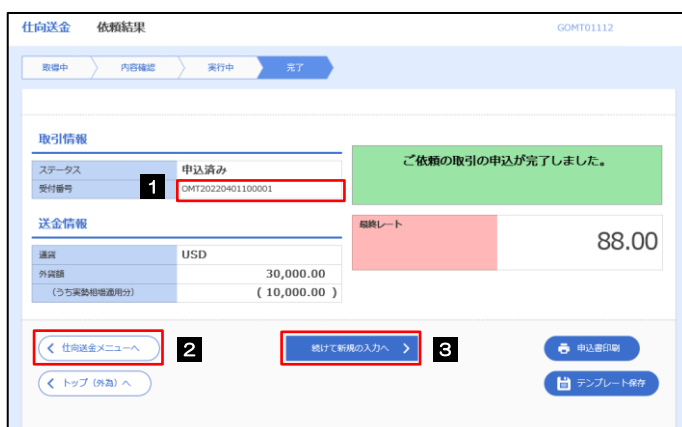 仕向送金 依頼結果 GOMT01112
取得中 内容確認 実行中 完了
取引情報
ステータス 申込済み
受付番号 1 OMT20220401100001
ご依頼の取引の申込が完了しました。
送金情報
通貨 USD
外貨額 30,000.00
(うち実勢相場適用分) ( 10,000.00 )
最終レート 88.00
仕向送金メニューへ 2 続けて新規の入力へ 3 申込書印刷
トップ(外為)へ テンプレート保存